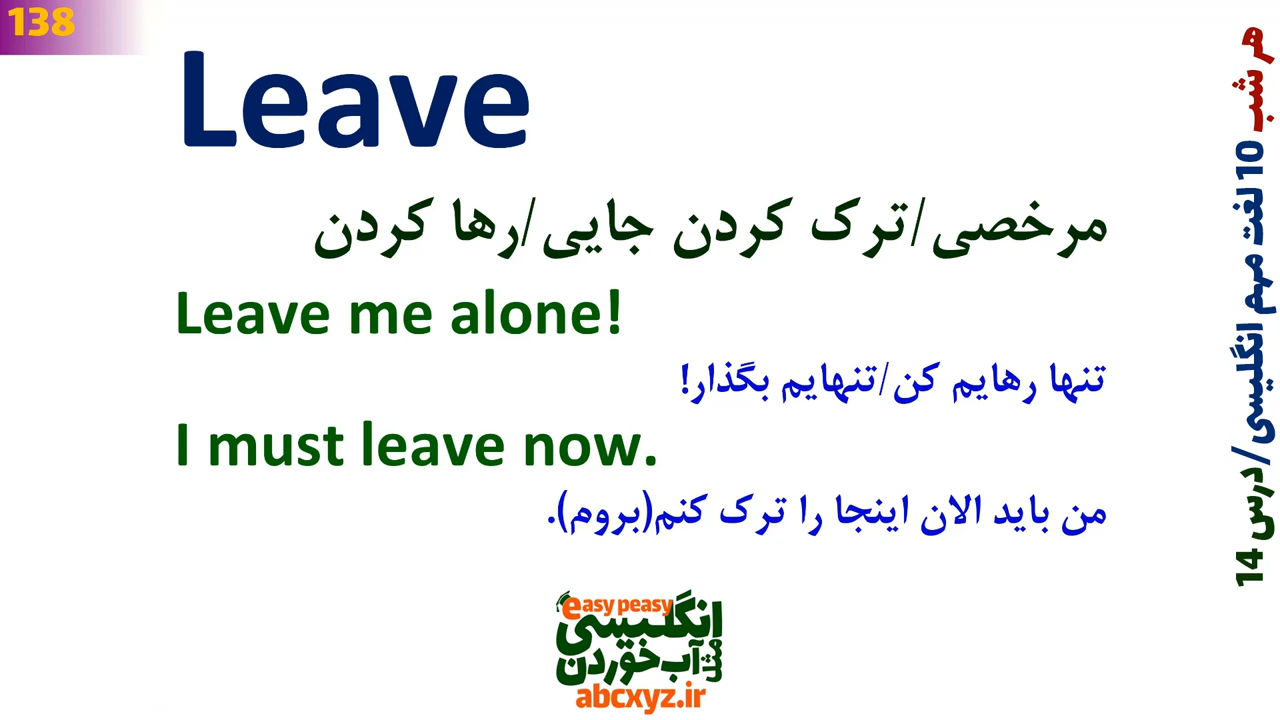 138
Leave
مرخصی/ترک کردن جایی/رها کردن
Leave me alone!
تنها رهایم کن/تنهایم بگذار!
I must leave now.
من باید الان اینجا را ترک کنم(بروم).
هر شب 10 لغت مهم انگلیسی/درس 14
easy peasy
انگلیسی
مثل آب خوردن
abcxyz.ir